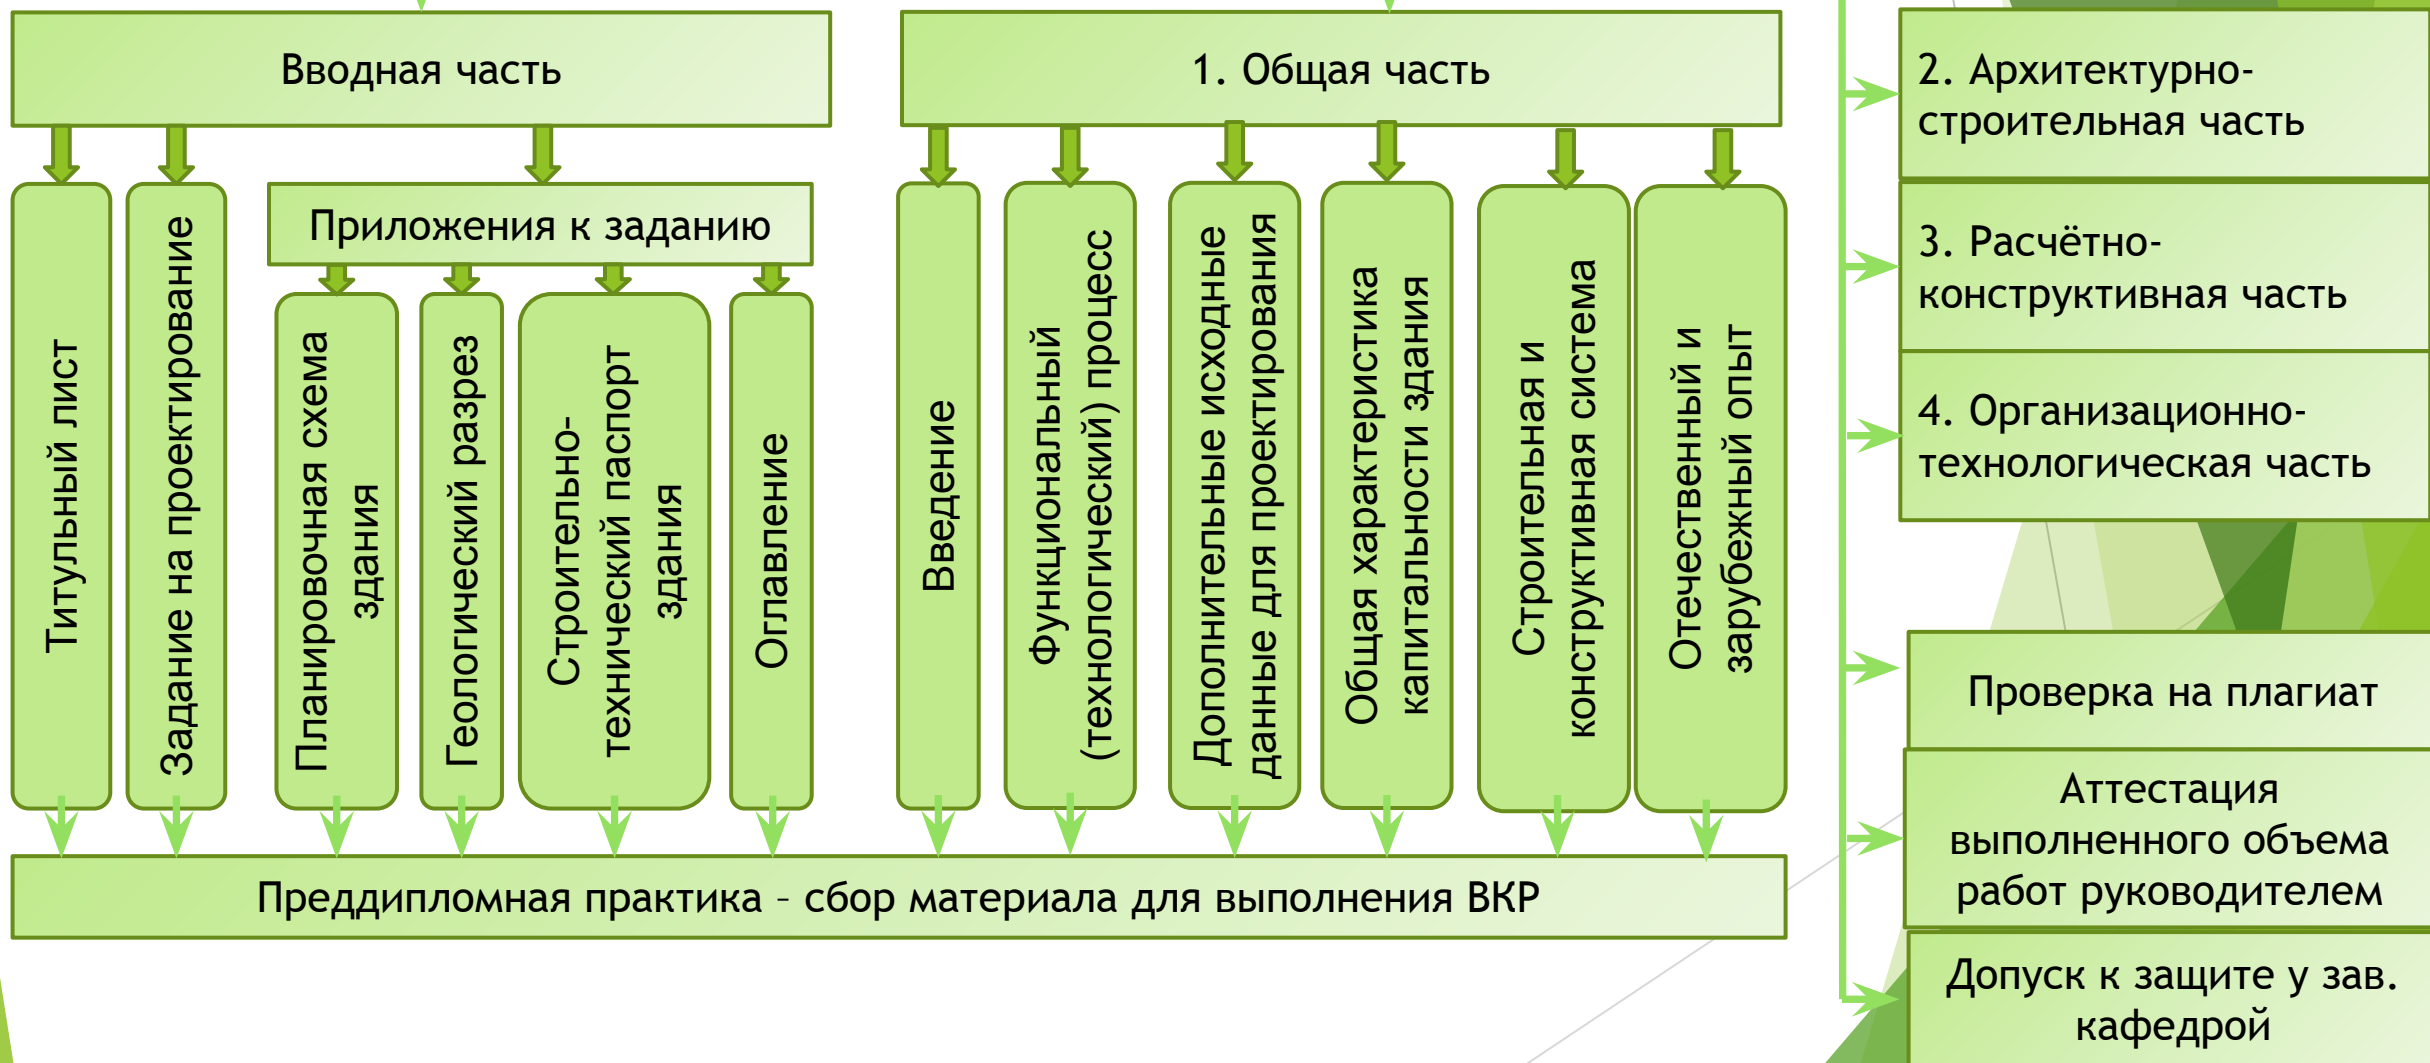 Вводная часть
Титульный лист
Задание на проектирование
Приложения к заданию
Планировочная схема
здания
Геологический разрез
Строительно-
технический паспорт
здания
Оглавление
1. Общая часть
Введение
Функциональный
(технологический) процесс
Дополнительные исходные
данные для проектирования
Общая характеристика
капитальности здания
Строительная и
конструктивная система
Отечественный и
зарубежный опыт
Преддипломная практика – сбор материала для выполнения ВКР
2. Архитектурно-
строительная часть
3. Расчётно-
конструктивная часть
4. Организационно-
технологическая часть
Проверка на плагиат
Аттестация
выполненного объема
работ руководителем
Допуск к защите у зав.
кафедрой